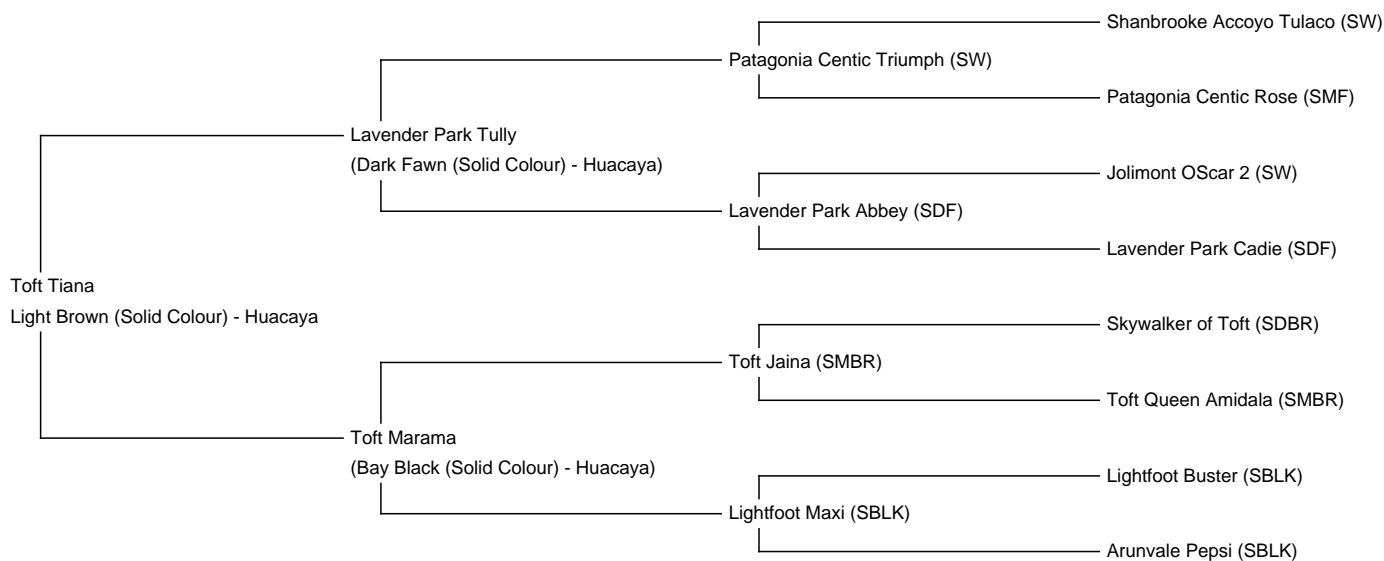 Shanbrooke Accoyo Tulaco (SW)
Patagonia Centic Triumph (SW)
Patagonia Centic Rose (SMF)
Lavender Park Tully
(Dark Fawn (Solid Colour) - Huacaya)
Jolimont OScar 2 (SW)
Lavender Park Abbey (SDF)
Lavender Park Cadie (SDF)
Toft Tiana
Light Brown (Solid Colour) - Huacaya
Skywalker of Toft (SDBR)
Toft Jaina (SMBR)
Toft Queen Amidala (SMBR)
Toft Marama
(Bay Black (Solid Colour) - Huacaya)
Lightfoot Buster (SBLK)
Lightfoot Maxi (SBLK)
Arunvale Pepsi (SBLK)